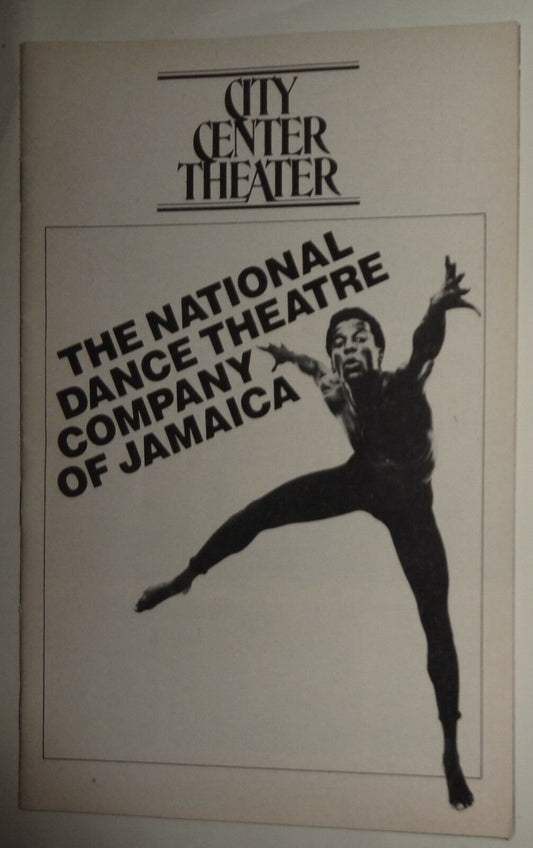 CITY
CENTER
THEATER
THE NATIONAL
DANCE THEATRE
COMPANY
OF JAMAICA